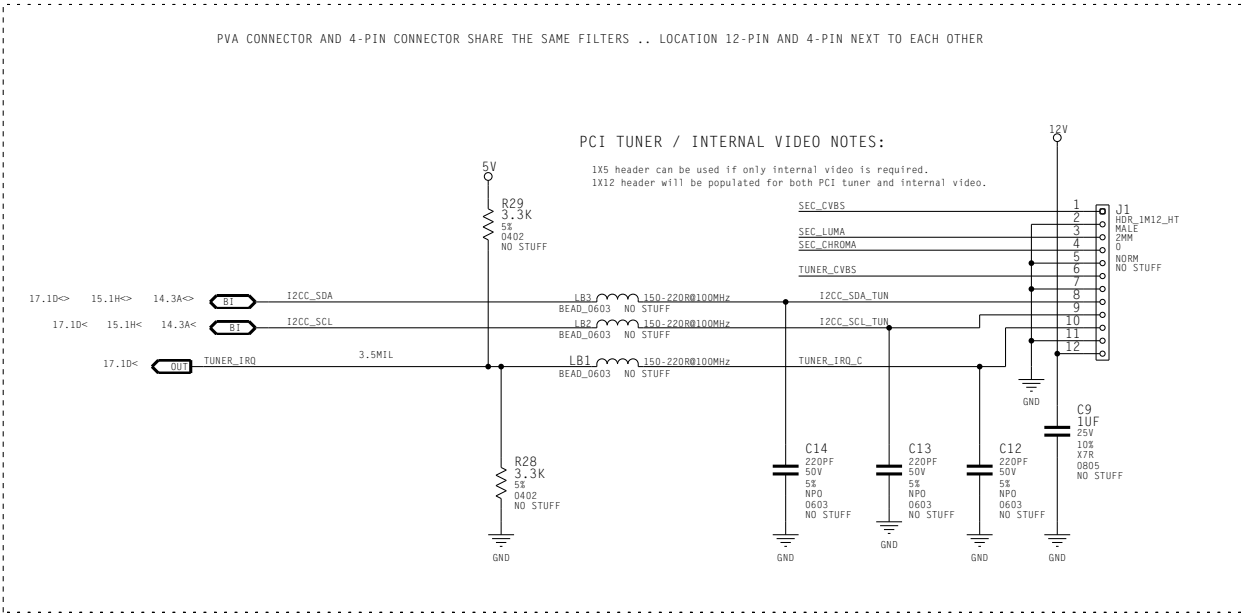 PVA CONNECTOR AND 4-PIN CONNECTOR SHARE THE SAME FILTERS .. LOCATION 12-PIN AND 4-PIN NEXT TO EACH OTHER
PCI TUNER / INTERNAL VIDEO NOTES:
1X5 header can be used if only internal video is required.
1X12 header will be populated for both PCI tuner and internal video.
12V
5V
R29
3.3K
5%
0402
NO STUFF
SEC_CVBS
SEC_LUMA
SEC_CHROMA
TUNER_CVBS
1
2
3
4
5
6
7
8
9
10
11
12
J1
HDR_1M12_HT
MALE
2MM
0
NORM
NO STUFF
17.1D<> 15.1H<> 14.3A<>
BI
I2CC_SDA
LB3
150-220R@100MHz
BEAD_0603 NO STUFF
I2CC_SDA_TUN
17.1D< 15.1H< 14.3A<
BI
I2CC_SCL
LB2
150-220R@100MHz
BEAD_0603 NO STUFF
I2CC_SCL_TUN
17.1D<
OUT
TUNER_IRQ
3.5MIL
LB1
150-220R@100MHz
BEAD_0603 NO STUFF
TUNER_IRQ_C
GND
C9
1UF
25V
10%
X7R
0805
NO STUFF
R28
3.3K
5%
0402
NO STUFF
C14
220PF
50V
5%
NPO
0603
NO STUFF
C13
220PF
50V
5%
NPO
0603
NO STUFF
C12
220PF
50V
5%
NPO
0603
NO STUFF
GND
GND
GND
GND
GND